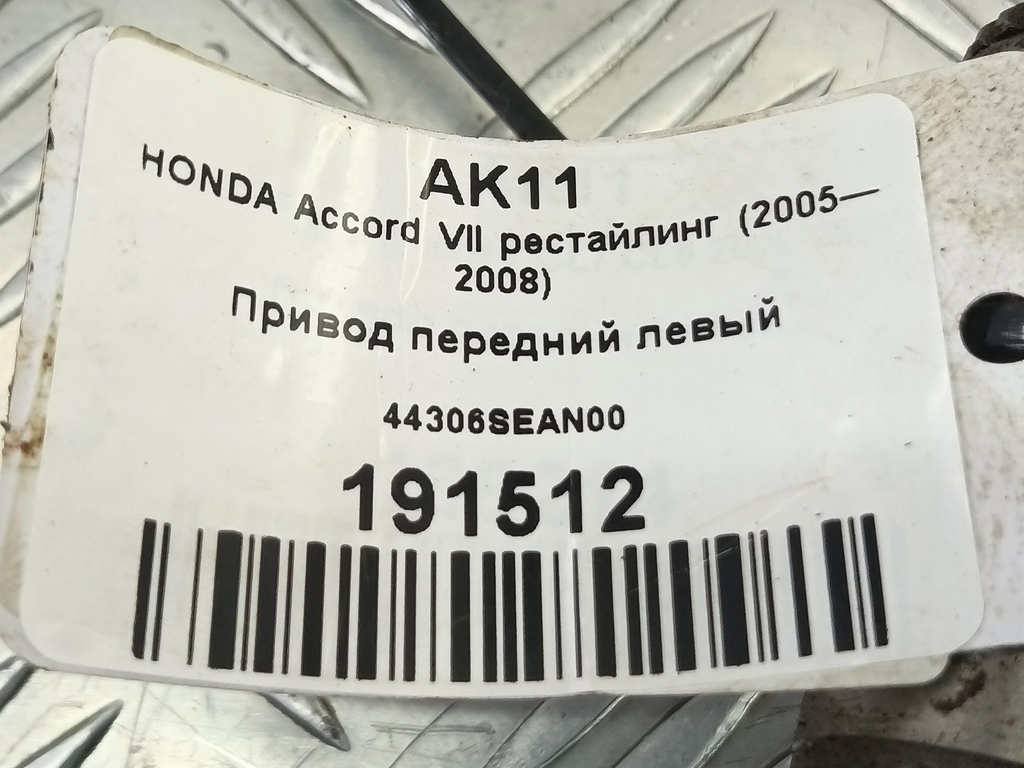 AK11
HONDA Accord VII рестайлинг (2005—
2008)
Привод передний левый
44306SEAN00
191512